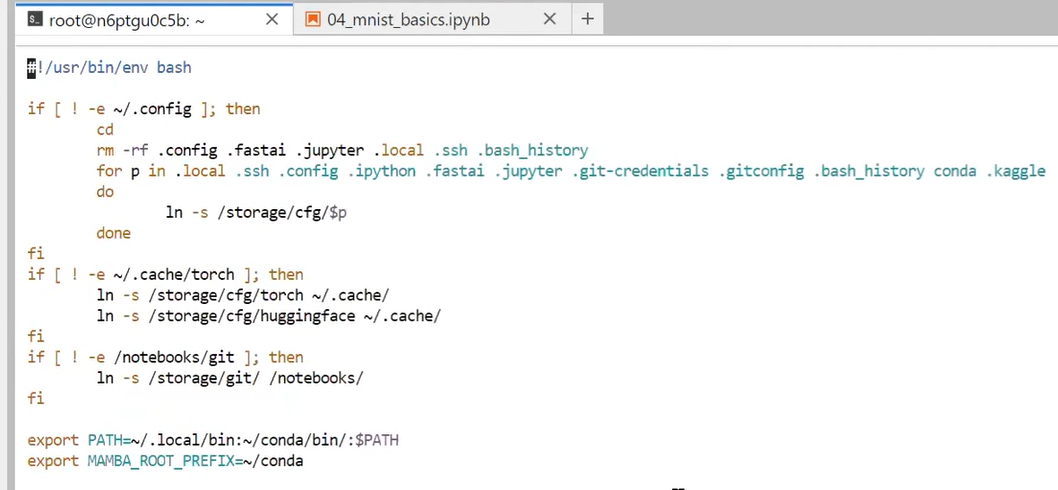 root@n6ptgu0c5b: ~
04_mnist_basics.ipynb
#!/usr/bin/env bash
if [ ! -e ~/.config ]; then
cd
rm -rf .config .fastai .jupyter .local .ssh .bash_history
for p in .local .ssh .config .ipython .fastai .jupyter .git-credentials .gitconfig .bash_history conda .kaggle
do
ln -s /storage/cfg/$p
done
fi
if [ ! -e ~/.cache/torch ]; then
ln -s /storage/cfg/torch ~/.cache/
ln -s /storage/cfg/huggingface ~/.cache/
fi
if [ ! -e /notebooks/git ]; then
ln -s /storage/git/ /notebooks/
fi
export PATH=~/.local/bin:~/conda/bin/:$PATH
export MAMBA_ROOT_PREFIX=~/conda